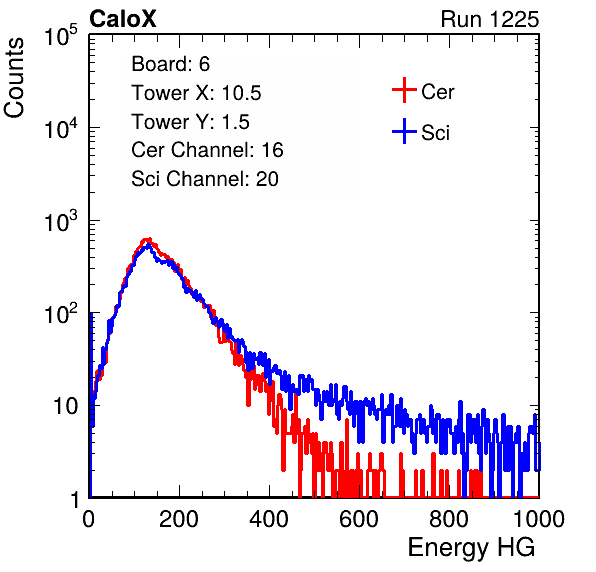 CaloX Run 1225
Counts
Board: 6
Tower X: 10.5
Tower Y: 1.5
Cer Channel: 16
Sci Channel: 20
Cer
Sci
10^5
10^4
10^3
10^2
10
1
0 200 400 600 800 1000
Energy HG